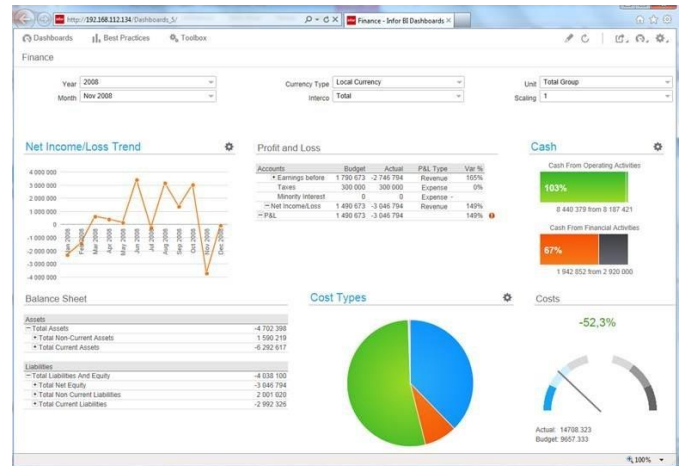 http://192.168.112.134/Dashboards_5/
Finance - Infor BI Dashboards
Dashboards Best Practices Toolbox
Finance
Year 2008 Currency Type Local Currency Unit Total Group
Month Nov 2008 Interco Total Scaling 1
Net Income/Loss Trend
4 000 000
3 000 000
2 000 000
1 000 000
0
-1 000 000
-2 000 000
-3 000 000
-4 000 000
Jan 2008 Feb 2008 Mar 2008 Apr 2008 May 2008 Jun 2008 Jul 2008 Aug 2008 Sep 2008 Oct 2008 Nov 2008 Dec 2008
Profit and Loss
Accounts Budget Actual P&L Type Var %
+ Earnings before 1 790 673 -2 746 794 Revenue 165%
Taxes 300 000 300 000 Expense 0%
Minority Interest 0 0 Expense -
− Net Income/Loss 1 490 673 -3 046 794 Revenue 149%
− P&L 1 490 673 -3 046 794 149%
Cash
Cash From Operating Activities
103%
8 440 379 from 8 187 421
Cash From Financial Activities
67%
1 942 852 from 2 920 000
Balance Sheet
Assets
− Total Assets -4 702 398
+ Total Non-Current Assets 1 590 219
+ Total Current Assets -6 292 617
Liabilities
− Total Liabilities And Equity -4 038 100
+ Total Net Equity -3 046 794
+ Total Non Current Liabilities 2 001 020
+ Total Current Liabilities -2 992 326
Cost Types
Costs
-52,3%
Actual: 14708.323
Budget: 9657.333
100%